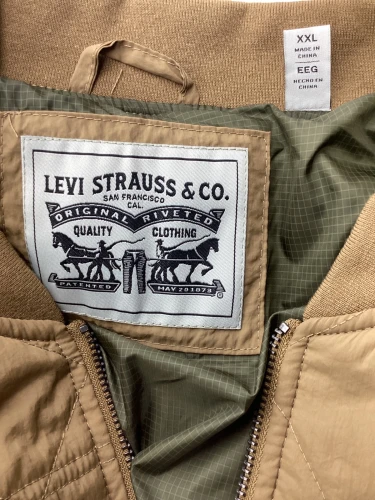 XXL
MADE IN
CHINA
EEG
HECHO EN
CHINA
LEVI STRAUSS & CO.
SAN FRANCISCO
CAL.
ORIGINAL RIVETED
QUALITY CLOTHING
PATENTED MAY 20 1873